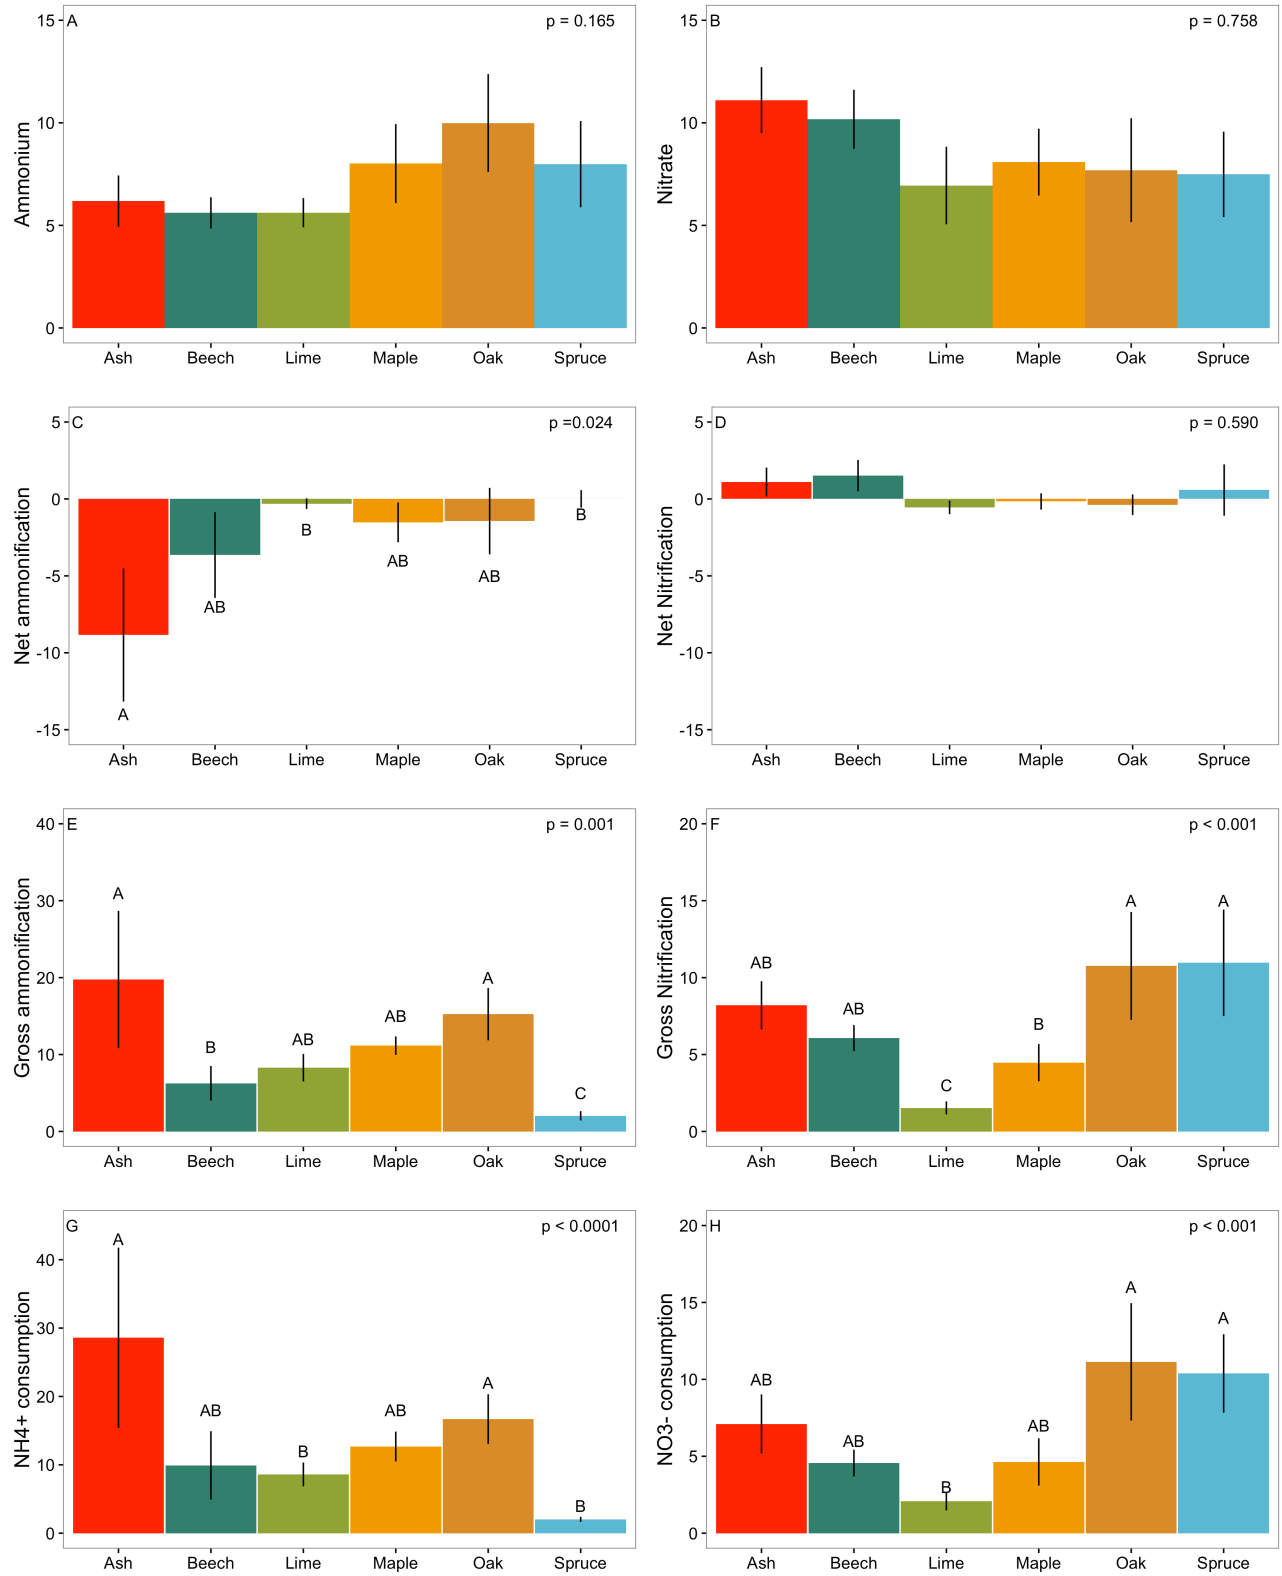 A
p = 0.165
15
10
5
0
Ammonium
Ash Beech Lime Maple Oak Spruce
B
p = 0.758
15
10
5
0
Nitrate
Ash Beech Lime Maple Oak Spruce
C
p =0.024
5
0
-5
-10
-15
Net ammonification
A
AB
B
AB
AB
B
Ash Beech Lime Maple Oak Spruce
D
p = 0.590
5
0
-5
-10
-15
Net Nitrification
Ash Beech Lime Maple Oak Spruce
E
p = 0.001
40
30
20
10
0
Gross ammonification
A
B
AB
AB
A
C
Ash Beech Lime Maple Oak Spruce
F
p < 0.001
20
15
10
5
0
Gross Nitrification
AB
AB
C
B
A
A
Ash Beech Lime Maple Oak Spruce
G
p < 0.0001
40
30
20
10
0
NH4+ consumption
A
AB
B
AB
A
B
Ash Beech Lime Maple Oak Spruce
H
p < 0.001
20
15
10
5
0
NO3- consumption
AB
AB
B
AB
A
A
Ash Beech Lime Maple Oak Spruce